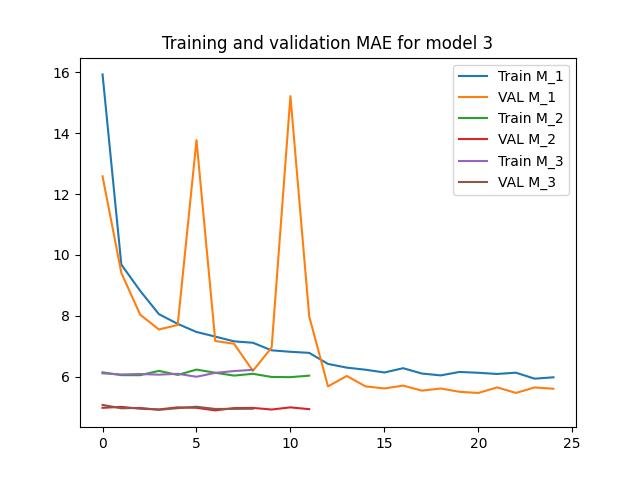 Training and validation MAE for model 3
16
14
12
10
8
6
0
5
10
15
20
25
Train M_1
VAL M_1
Train M_2
VAL M_2
Train M_3
VAL M_3